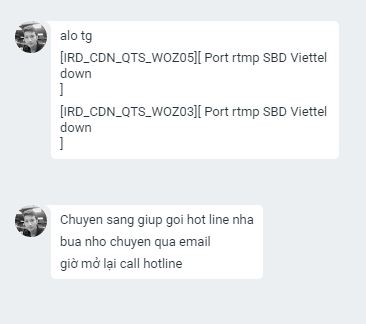 alo tg
[IRD_CDN_QTS_WOZ05][ Port rtmp SBD Viettel
down
]
[IRD_CDN_QTS_WOZ03][ Port rtmp SBD Viettel
down
]
Chuyen sang giup goi hot line nha
bua nho chuyen qua email
giờ mở lại call hotline